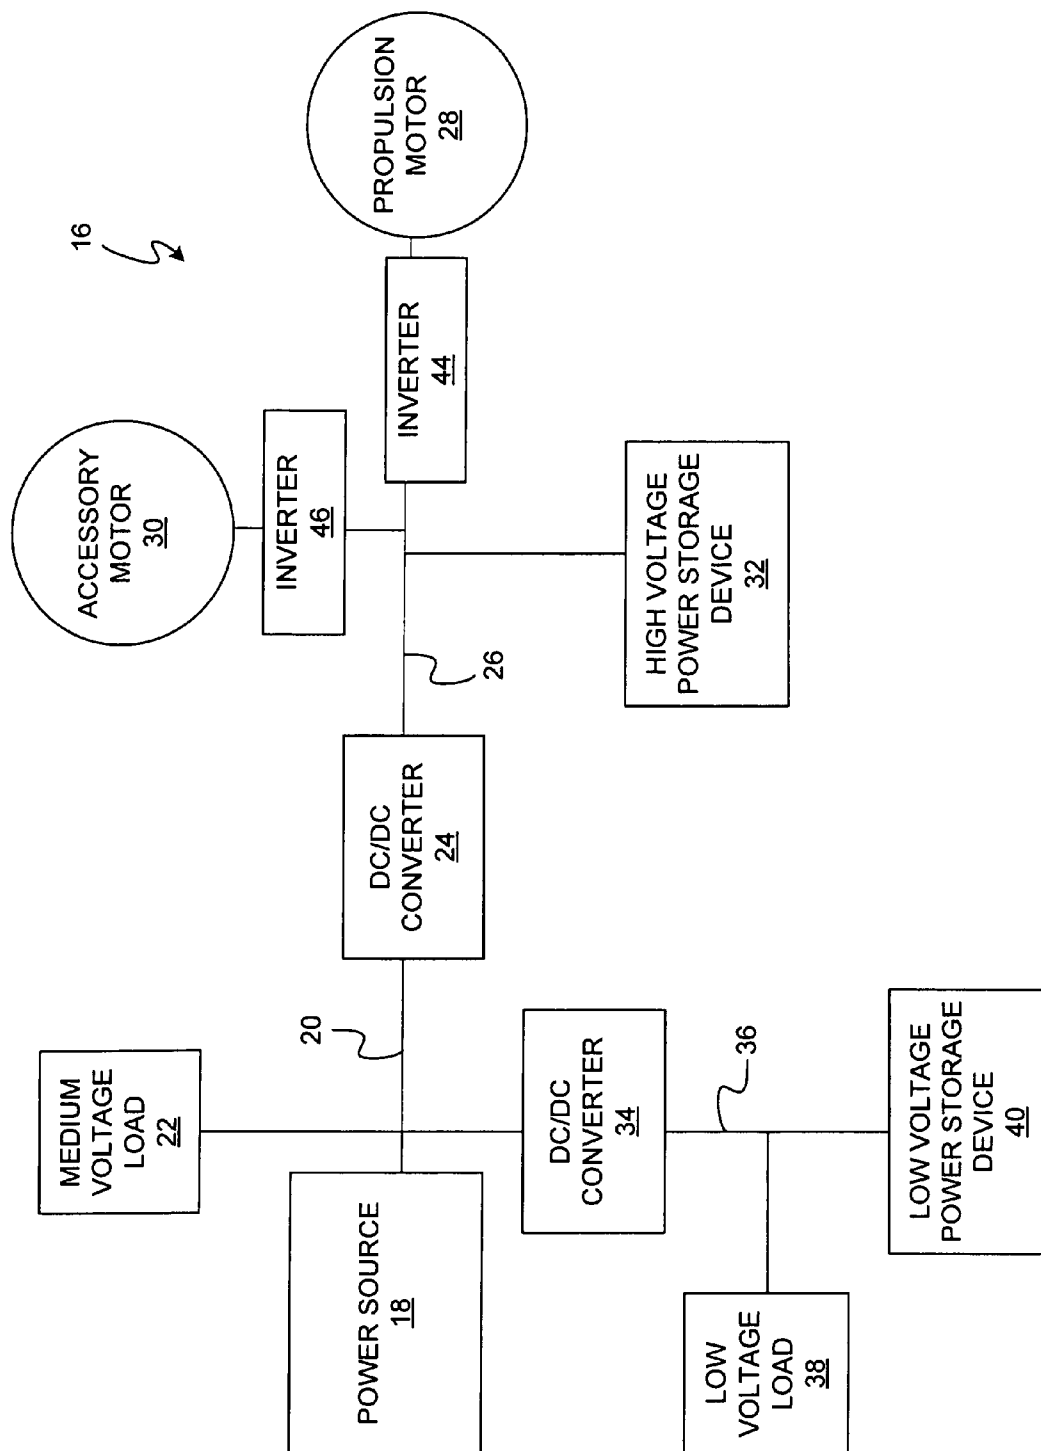 16
ACCESSORY
MOTOR
30
PROPULSION
MOTOR
28
INVERTER
46
INVERTER
44
MEDIUM
VOLTAGE
LOAD
22
20
26
DC/DC
CONVERTER
24
POWER SOURCE
18
DC/DC
CONVERTER
34
HIGH VOLTAGE
POWER STORAGE
DEVICE
32
36
LOW
VOLTAGE
LOAD
38
LOW VOLTAGE
POWER STORAGE
DEVICE
40